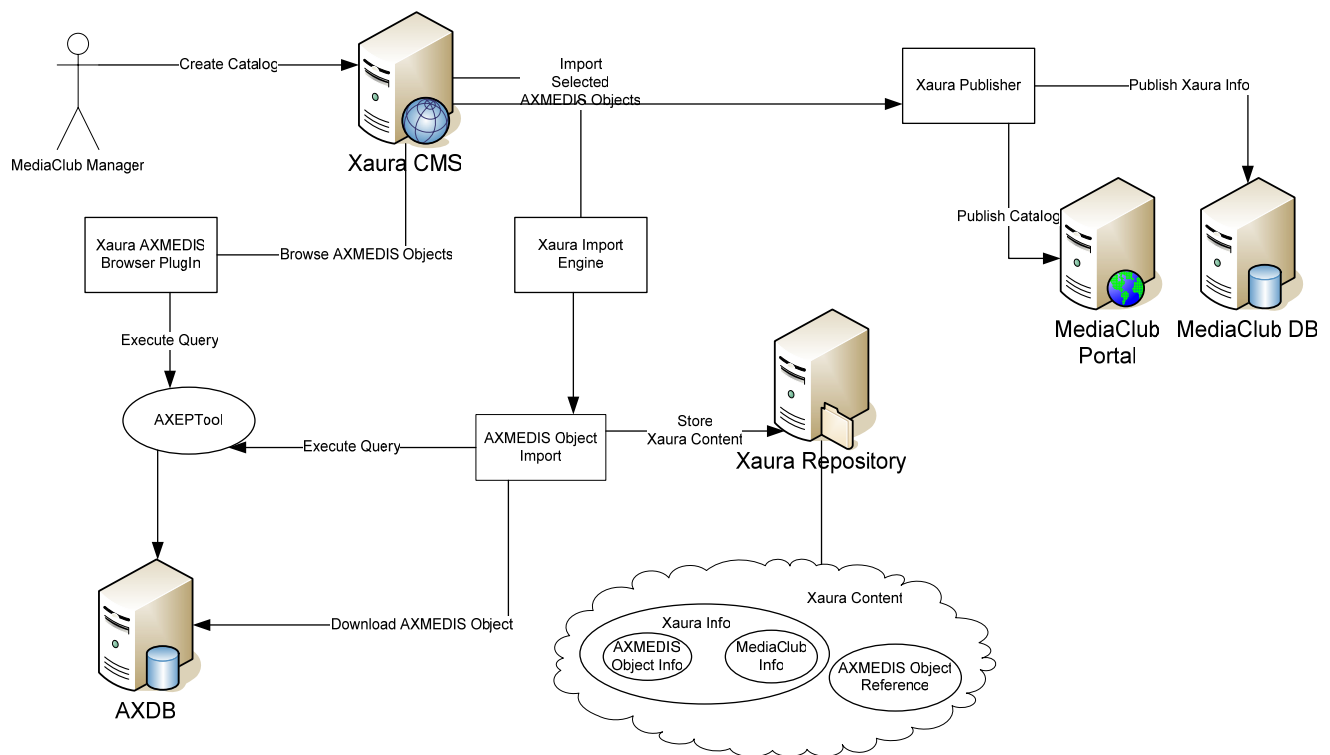 Create Catalog
Import
Selected
AXMEDIS Objects
Xaura Publisher
Publish Xaura Info
MediaClub Manager
Xaura CMS
Publish Catalog
Xaura AXMEDIS
Browser PlugIn
Browse AXMEDIS Objects
Xaura Import
Engine
MediaClub
Portal
MediaClub DB
Execute Query
AXEPTool
Execute Query
AXMEDIS Object
Import
Store
Xaura Content
Xaura Repository
Xaura Content
Xaura Info
AXMEDIS
Object Info
MediaClub
Info
AXMEDIS Object
Reference
Download AXMEDIS Object
AXDB